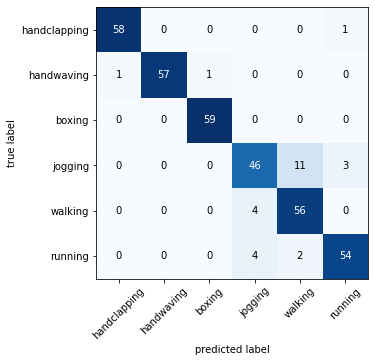 handclapping 58 0 0 0 0 1
handwaving 1 57 1 0 0 0
boxing 0 0 59 0 0 0
jogging 0 0 0 46 11 3
walking 0 0 0 4 56 0
running 0 0 0 4 2 54
true label
handclapping handwaving boxing jogging walking running
predicted label